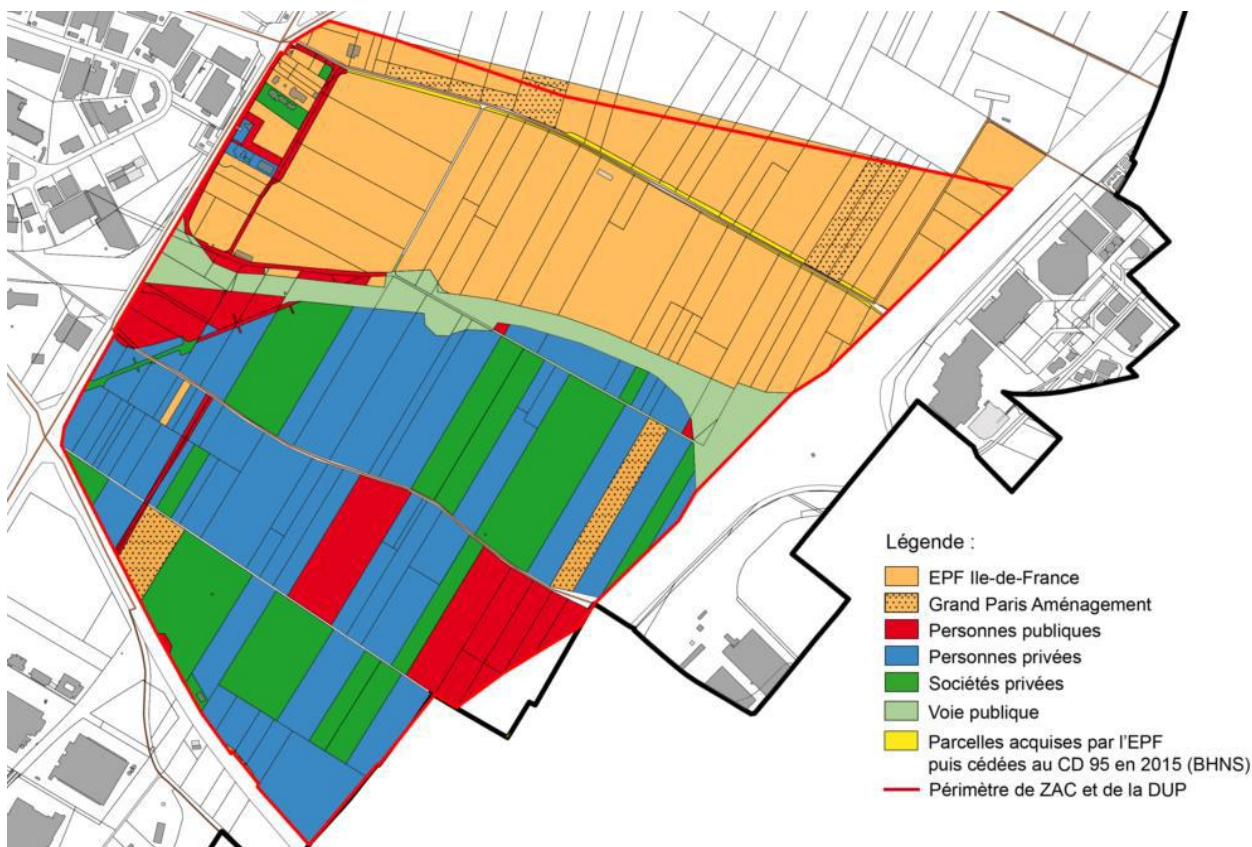 Légende :
EPF Ile-de-France
Grand Paris Aménagement
Personnes publiques
Personnes privées
Sociétés privées
Voie publique
Parcelles acquises par l'EPF
puis cédées au CD 95 en 2015 (BHNS)
Périmètre de ZAC et de la DUP